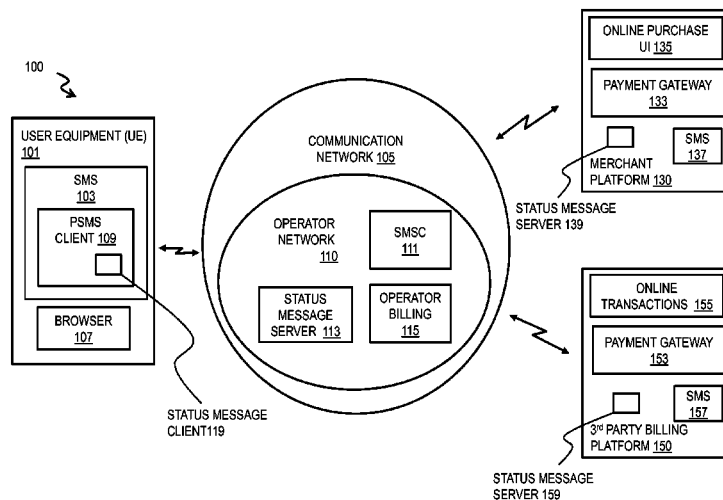 100
USER EQUIPMENT (UE)
101
SMS
103
PSMS
CLIENT 109
BROWSER
107
STATUS MESSAGE
CLIENT119
COMMUNICATION
NETWORK 105
OPERATOR
NETWORK
110
SMSC
111
STATUS
MESSAGE
SERVER 113
OPERATOR
BILLING
115
ONLINE PURCHASE
UI 135
PAYMENT GATEWAY
133
SMS
137
MERCHANT
PLATFORM 130
STATUS MESSAGE
SERVER 139
ONLINE
TRANSACTIONS 155
PAYMENT GATEWAY
153
SMS
157
3rd PARTY BILLING
PLATFORM 150
STATUS MESSAGE
SERVER 159